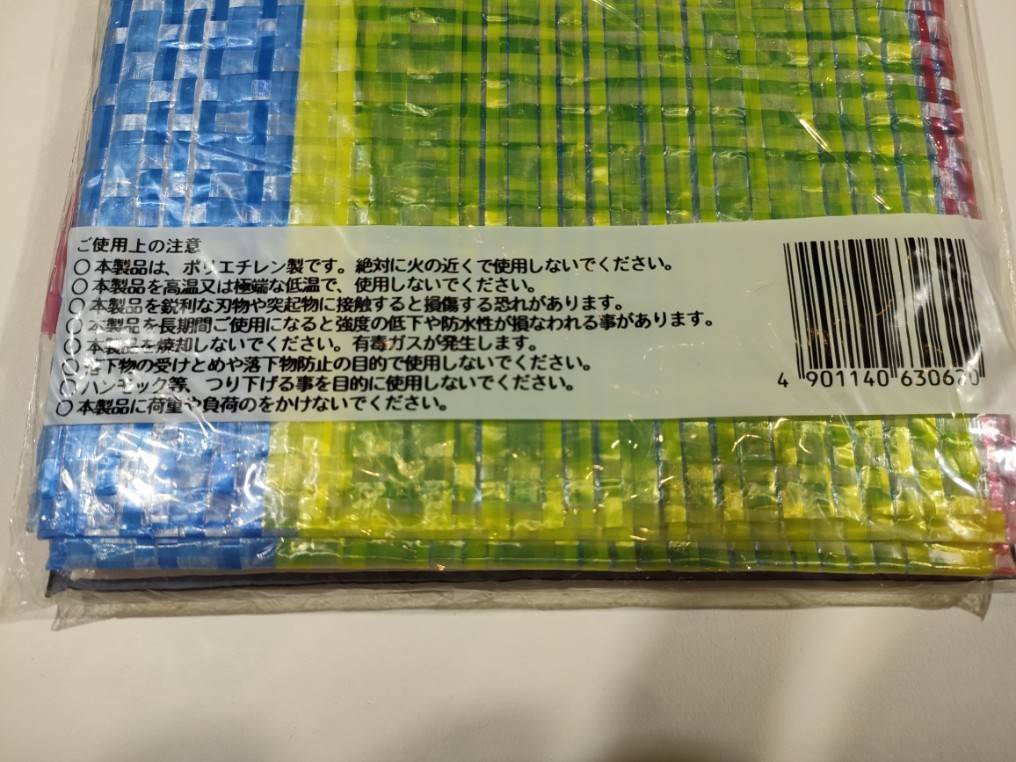 ご使用上の注意
○本製品は、ポリエチレン製です。絶対に火の近くで使用しないでください。
○本製品を高温又は極端な低温で、使用しないでください。
○本製品を鋭利な刃物や突起物に接触すると損傷する恐れがあります。
○本製品を長期間ご使用になると強度の低下や防水性が損なわれる事があります。
○本製品を焼却しないでください。有毒ガスが発生します。
○落下物の受けとめや落下物防止の目的で使用しないでください。
○ハンモック等、つり下げる事を目的に使用しないでください。
○本製品に荷重や負荷のをかけないでください。
4 901140 630620